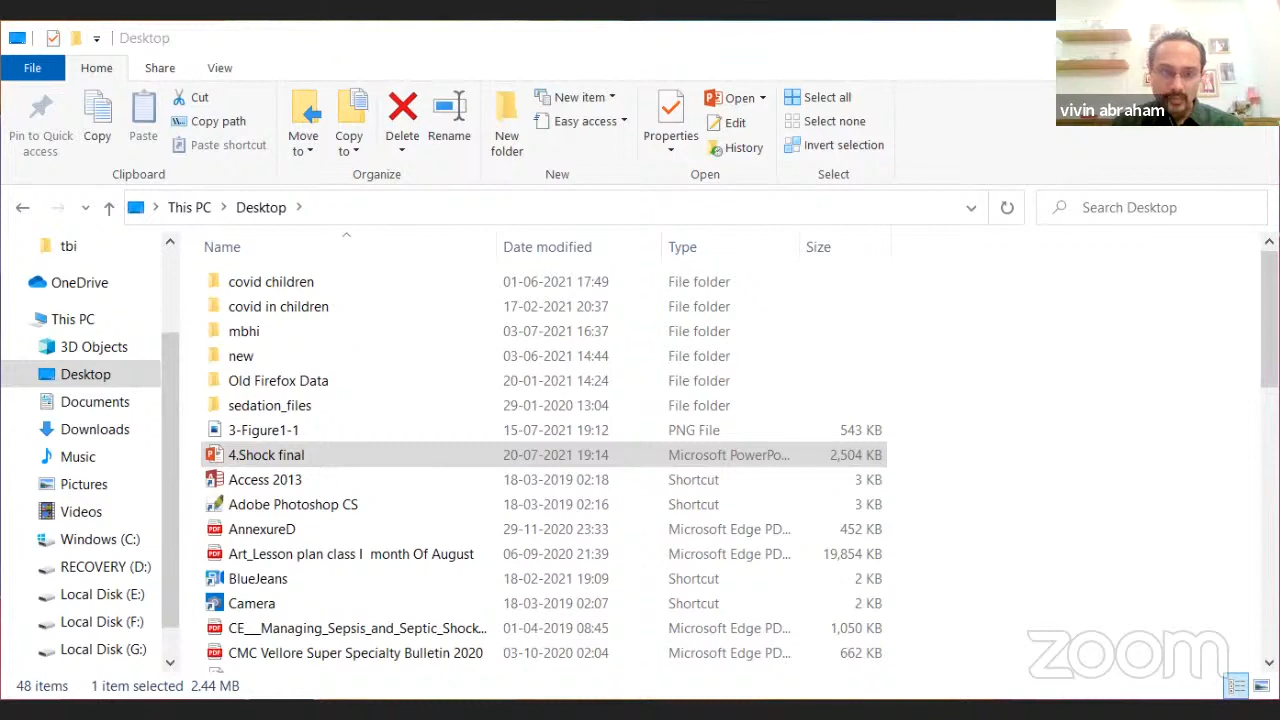 Desktop
File Home Share View
Pin to Quick access
Copy
Paste
Cut
Copy path
Paste shortcut
Clipboard
Move to
Copy to
Delete
Rename
Organize
New folder
New item
Easy access
New
Properties
Open
Edit
History
Open
Select all
Select none
Invert selection
Select
vivin abraham
This PC > Desktop >
Search Desktop
tbi
OneDrive
This PC
3D Objects
Desktop
Documents
Downloads
Music
Pictures
Videos
Windows (C:)
RECOVERY (D:)
Local Disk (E:)
Local Disk (F:)
Local Disk (G:)
Name Date modified Type Size
covid children 01-06-2021 17:49 File folder
covid in children 17-02-2021 20:37 File folder
mbhi 03-07-2021 16:37 File folder
new 03-06-2021 14:44 File folder
Old Firefox Data 20-01-2021 14:24 File folder
sedation_files 29-01-2020 13:04 File folder
3-Figure1-1 15-07-2021 19:12 PNG File 543 KB
4.Shock final 20-07-2021 19:14 Microsoft PowerPo... 2,504 KB
Access 2013 18-03-2019 02:18 Shortcut 3 KB
Adobe Photoshop CS 18-03-2019 02:16 Shortcut 3 KB
AnnexureD 29-11-2020 23:33 Microsoft Edge PD... 452 KB
Art_Lesson plan class I month Of August 06-09-2020 21:39 Microsoft Edge PD... 19,854 KB
BlueJeans 18-02-2021 19:09 Shortcut 2 KB
Camera 18-03-2019 02:07 Shortcut 2 KB
CE__Managing_Sepsis_and_Septic_Shock... 01-04-2019 08:45 Microsoft Edge PD... 1,050 KB
CMC Vellore Super Specialty Bulletin 2020 03-10-2020 02:04 Microsoft Edge PD... 662 KB
zoom
48 items 1 item selected 2.44 MB